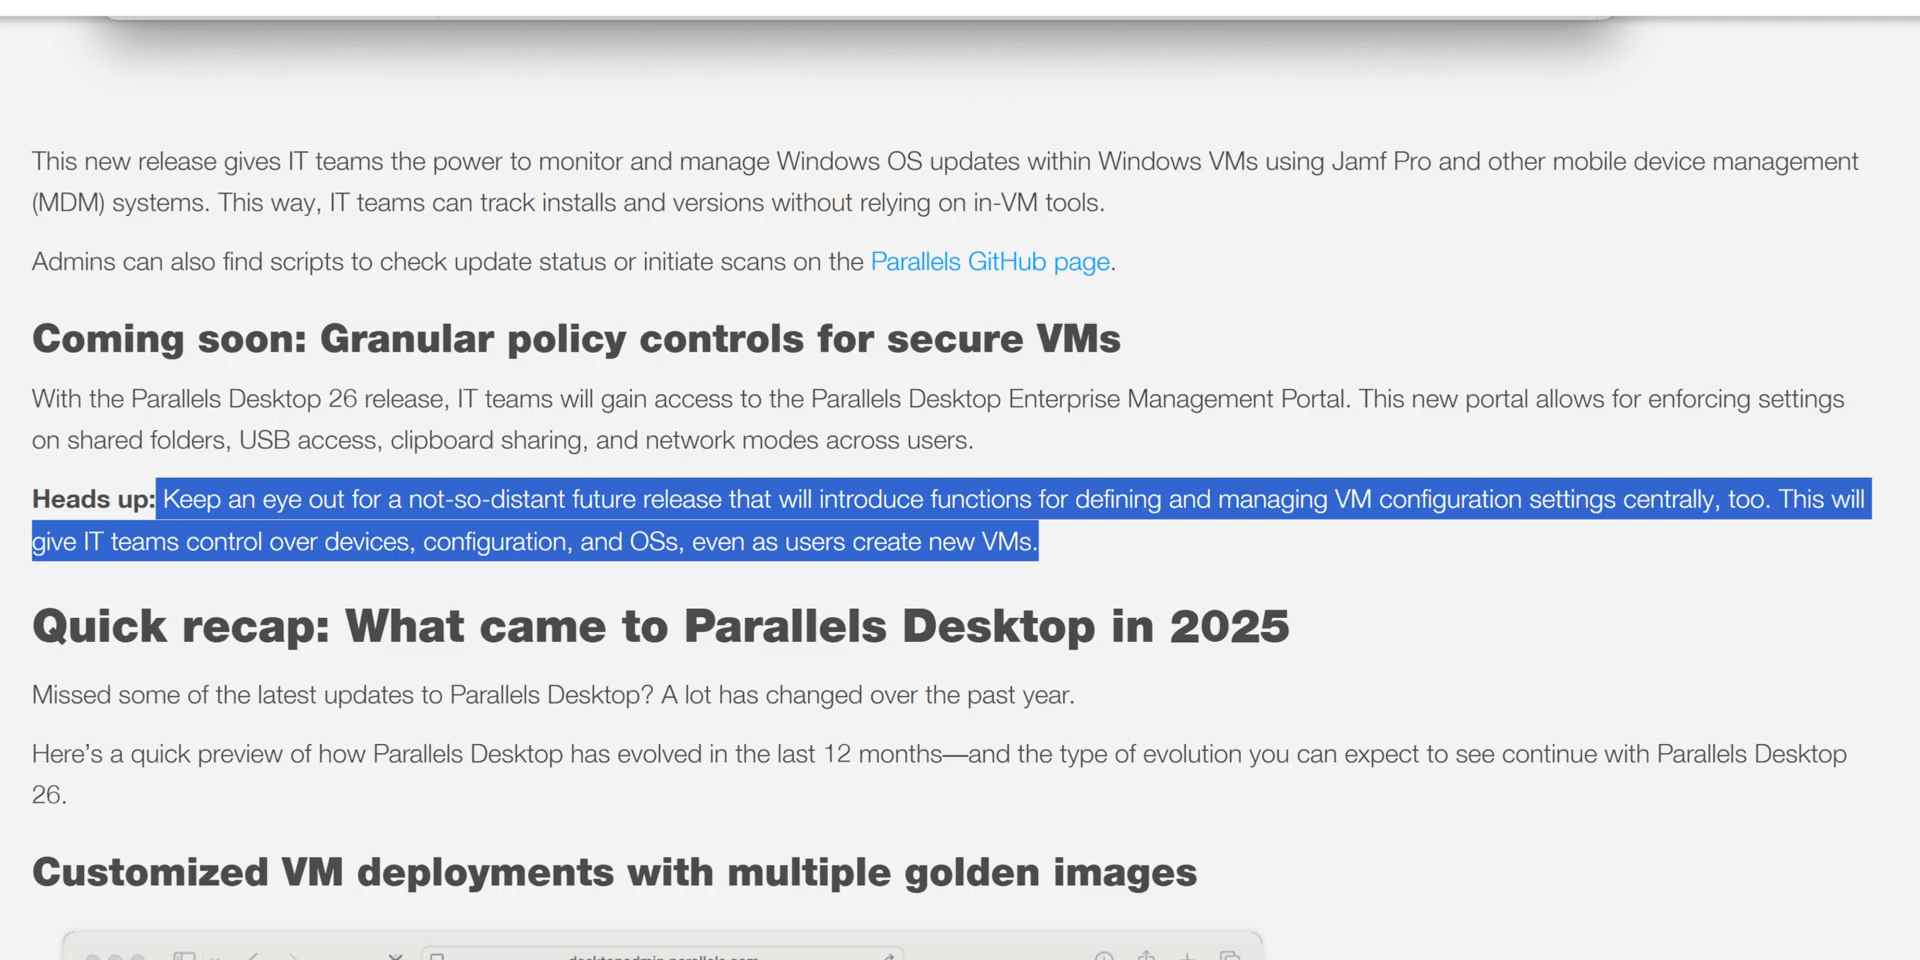 This new release gives IT teams the power to monitor and manage Windows OS updates within Windows VMs using Jamf Pro and other mobile device management
(MDM) systems. This way, IT teams can track installs and versions without relying on in-VM tools.
Admins can also find scripts to check update status or initiate scans on the Parallels GitHub page.
Coming soon: Granular policy controls for secure VMs
With the Parallels Desktop 26 release, IT teams will gain access to the Parallels Desktop Enterprise Management Portal. This new portal allows for enforcing settings
on shared folders, USB access, clipboard sharing, and network modes across users.
Heads up: Keep an eye out for a not-so-distant future release that will introduce functions for defining and managing VM configuration settings centrally, too. This will
give IT teams control over devices, configuration, and OSs, even as users create new VMs.
Quick recap: What came to Parallels Desktop in 2025
Missed some of the latest updates to Parallels Desktop? A lot has changed over the past year.
Here's a quick preview of how Parallels Desktop has evolved in the last 12 months—and the type of evolution you can expect to see continue with Parallels Desktop
26.
Customized VM deployments with multiple golden images